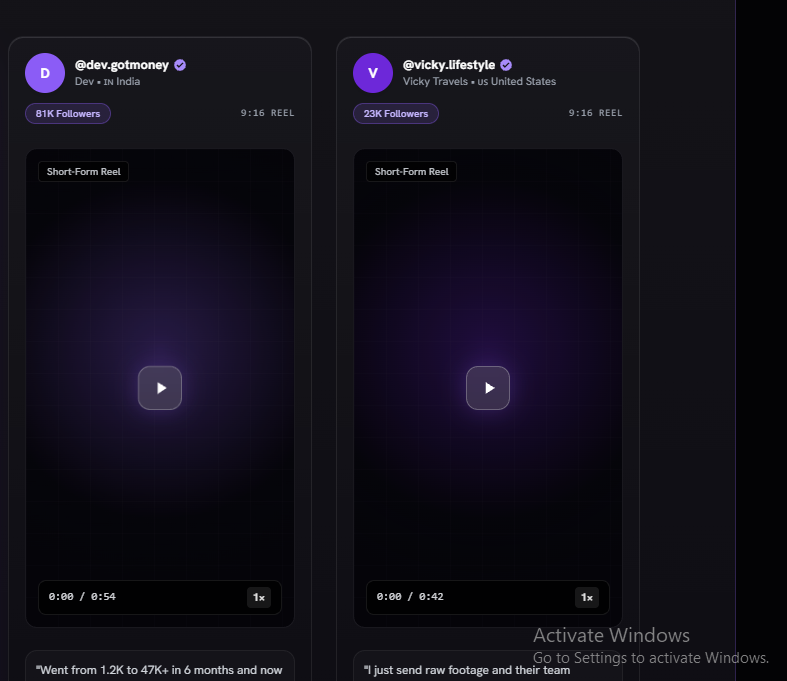 D
@dev.gotmoney
Dev • IN India
81K Followers
9:16 REEL
Short-Form Reel
0:00 / 0:54
1x
"Went from 1.2K to 47K+ in 6 months and now
V
@vicky.lifestyle
Vicky Travels • US United States
23K Followers
9:16 REEL
Short-Form Reel
0:00 / 0:42
1x
"I just send raw footage and their team
Activate Windows
Go to Settings to activate Windows.